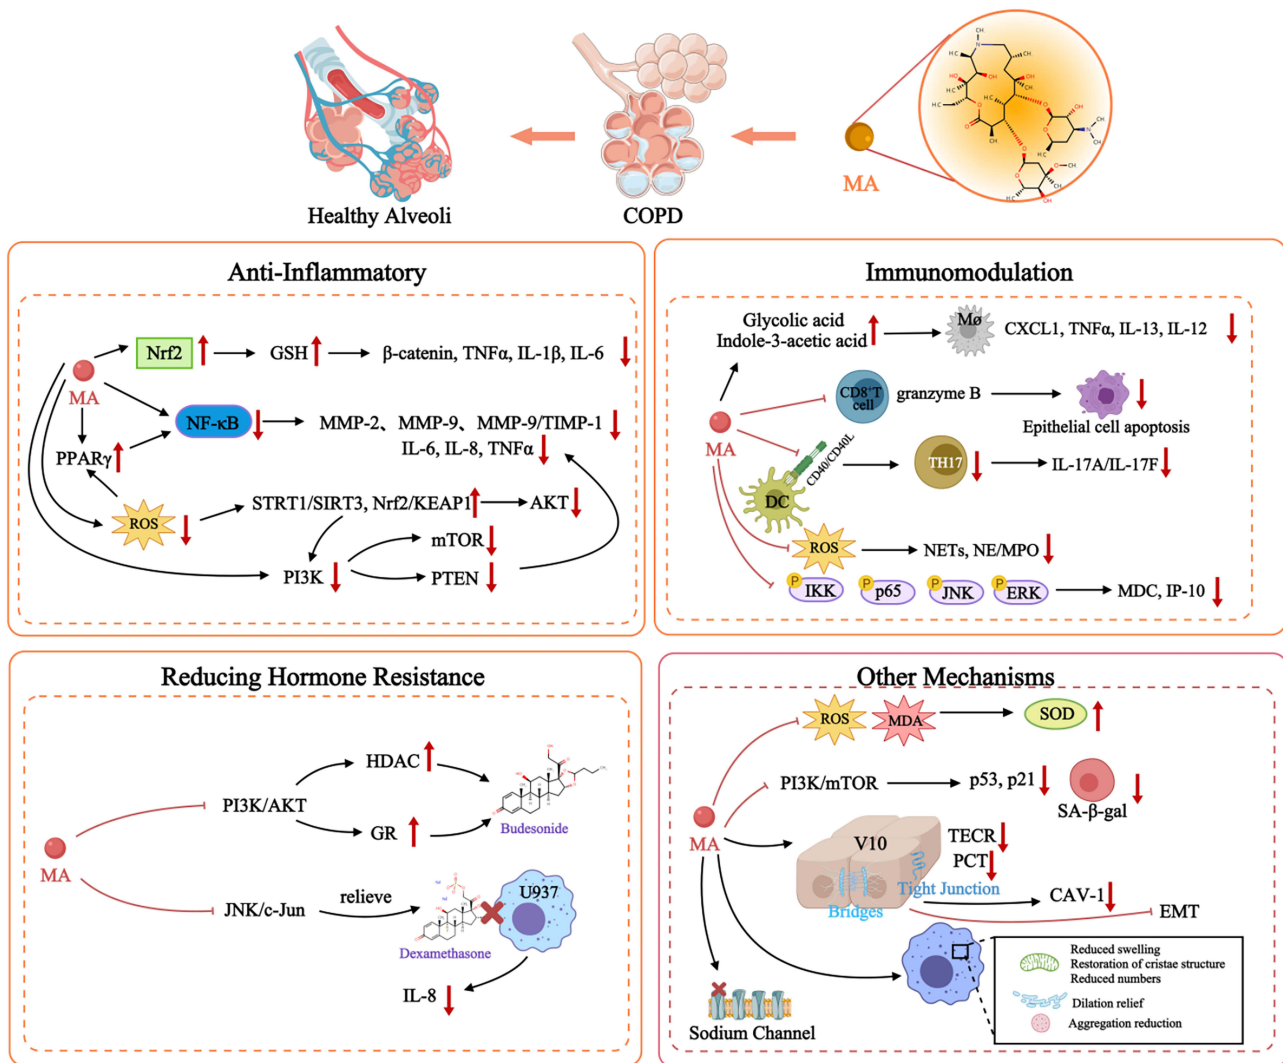 Healthy Alveoli
COPD
MA
Anti-Inflammatory
Nrf2
GSH
β-catenin, TNFα, IL-1β, IL-6
MA
NF-κB
MMP-2、MMP-9、MMP-9/TIMP-1
IL-6, IL-8, TNFα
PPARγ
ROS
STRT1/SIRT3, Nrf2/KEAP1
AKT
mTOR
PI3K
PTEN
Immunomodulation
Glycolic acid
Indole-3-acetic acid
Mø
CXCL1, TNFα, IL-13, IL-12
CD8⁺T
cell
granzyme B
Epithelial cell apoptosis
MA
CD40/CD40L
DC
TH17
IL-17A/IL-17F
ROS
NETs, NE/MPO
P
IKK
P
p65
P
JNK
P
ERK
MDC, IP-10
Reducing Hormone Resistance
HDAC
PI3K/AKT
GR
Budesonide
MA
JNK/c-Jun
relieve
U937
Dexamethasone
IL-8
Other Mechanisms
ROS
MDA
SOD
PI3K/mTOR
p53, p21
SA-β-gal
MA
V10
TECR
PCT
Tight Junction
Bridges
CAV-1
EMT
Reduced swelling
Restoration of cristae structure
Reduced numbers
Dilation relief
Aggregation reduction
Sodium Channel